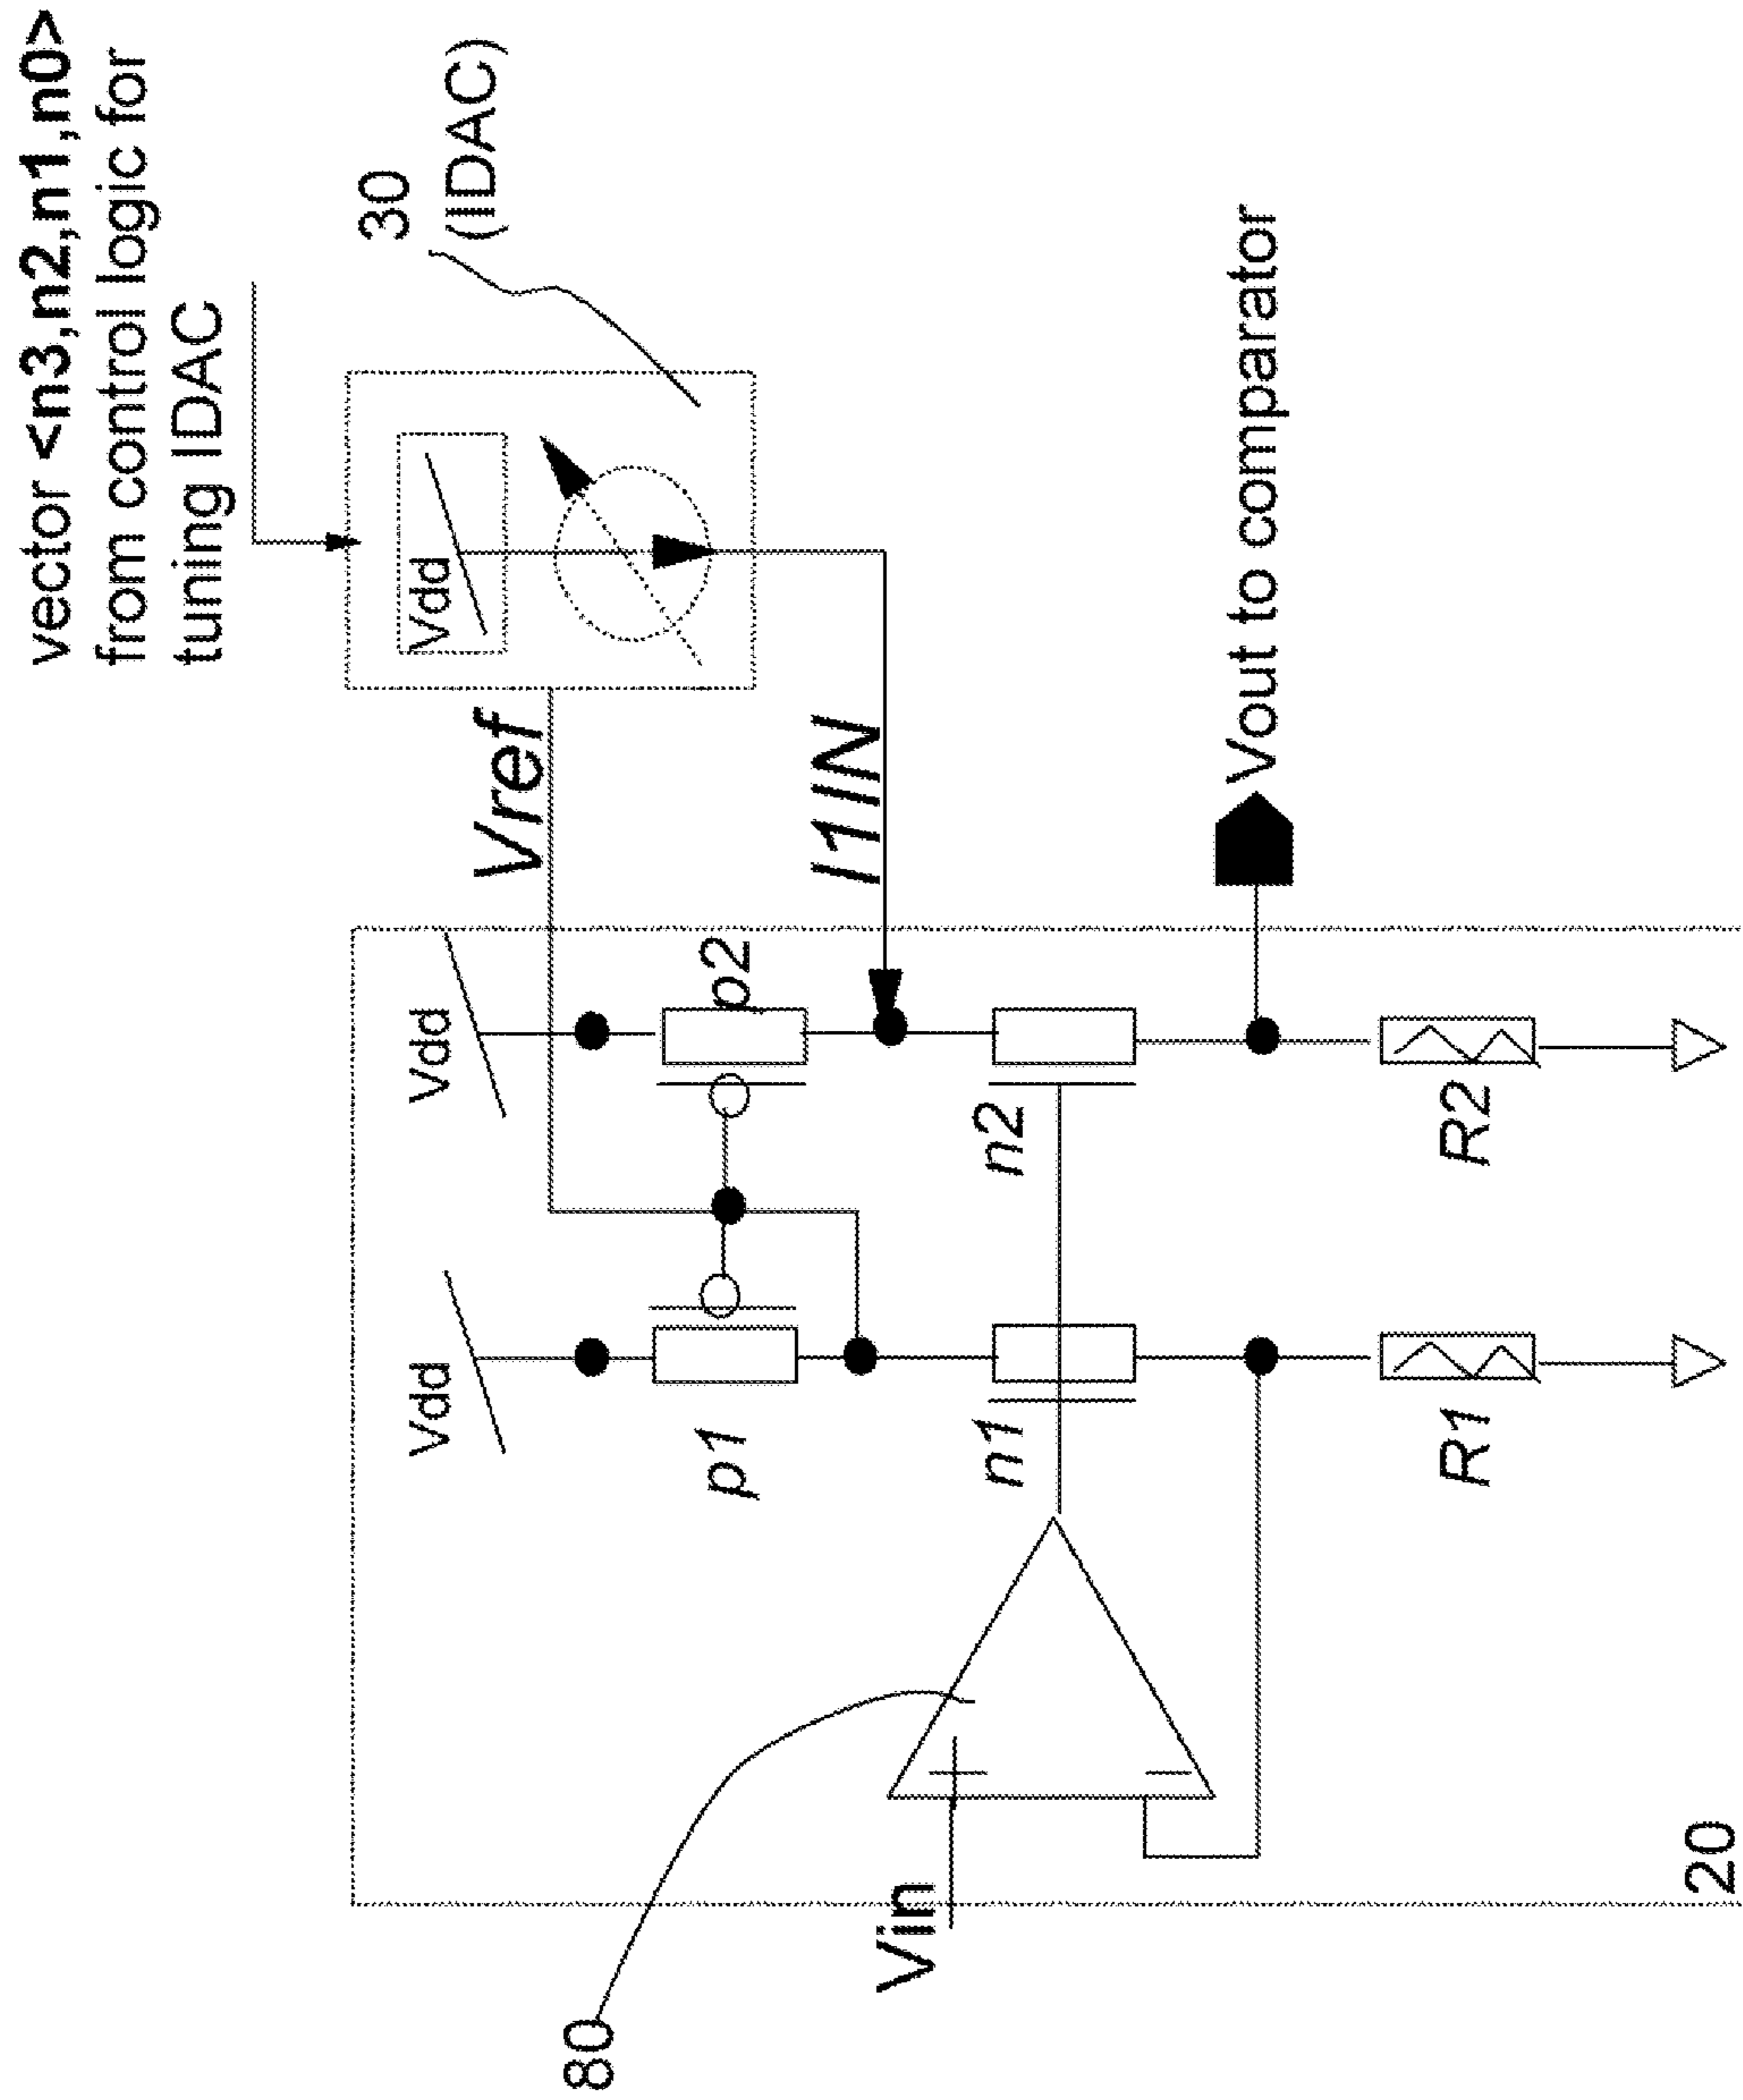 vector <n3,n2,n1,n0>
from control logic for
tuning IDAC
30
(IDAC)
Vdd
Vref
I1IN
Vdd
Vdd
p1
p2
n1
n2
Vout to comparator
R1
R2
Vin
+
−
80
20